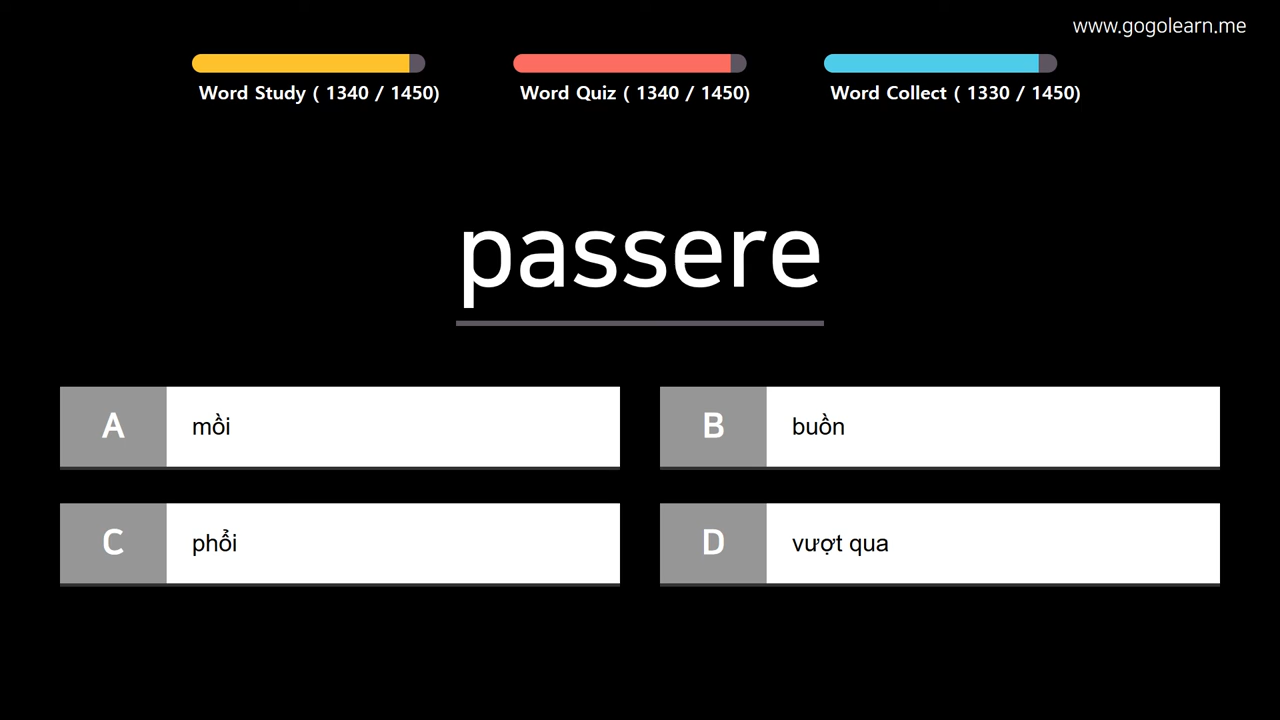 www.gogolearn.me
Word Study ( 1340 / 1450)
Word Quiz ( 1340 / 1450)
Word Collect ( 1330 / 1450)
passere
A mồi
B buồn
C phổi
D vượt qua